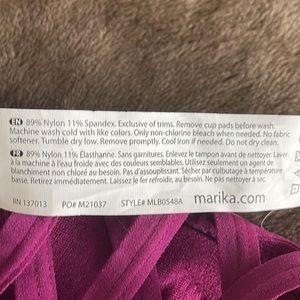 EN 89% Nylon 11% Spandex. Exclusive of trims. Remove cup pads before wash.
Machine wash cold with like colors. Only non-chlorine bleach when needed. No fabric
softener. Tumble dry low. Remove promptly. Cool iron if needed. Do not dry clean.
FR 89% Nylon 11% Élasthanne. Sans garnitures. Enlevez le tampon avant de nettoyer. Laver
à la machine à l'eau froide avec des couleurs semblables. Utilisez seulement un agent de
blanchiment non chloré au besoin. Pas d'assouplissant. Sécher par culbutage à température
basse. Retirez immédiatement. Laissez le fer refroidir, au besoin. Ne pas nettoyer à sec.
RN 137013 PO# M21037 STYLE# MLB0548A marika.com